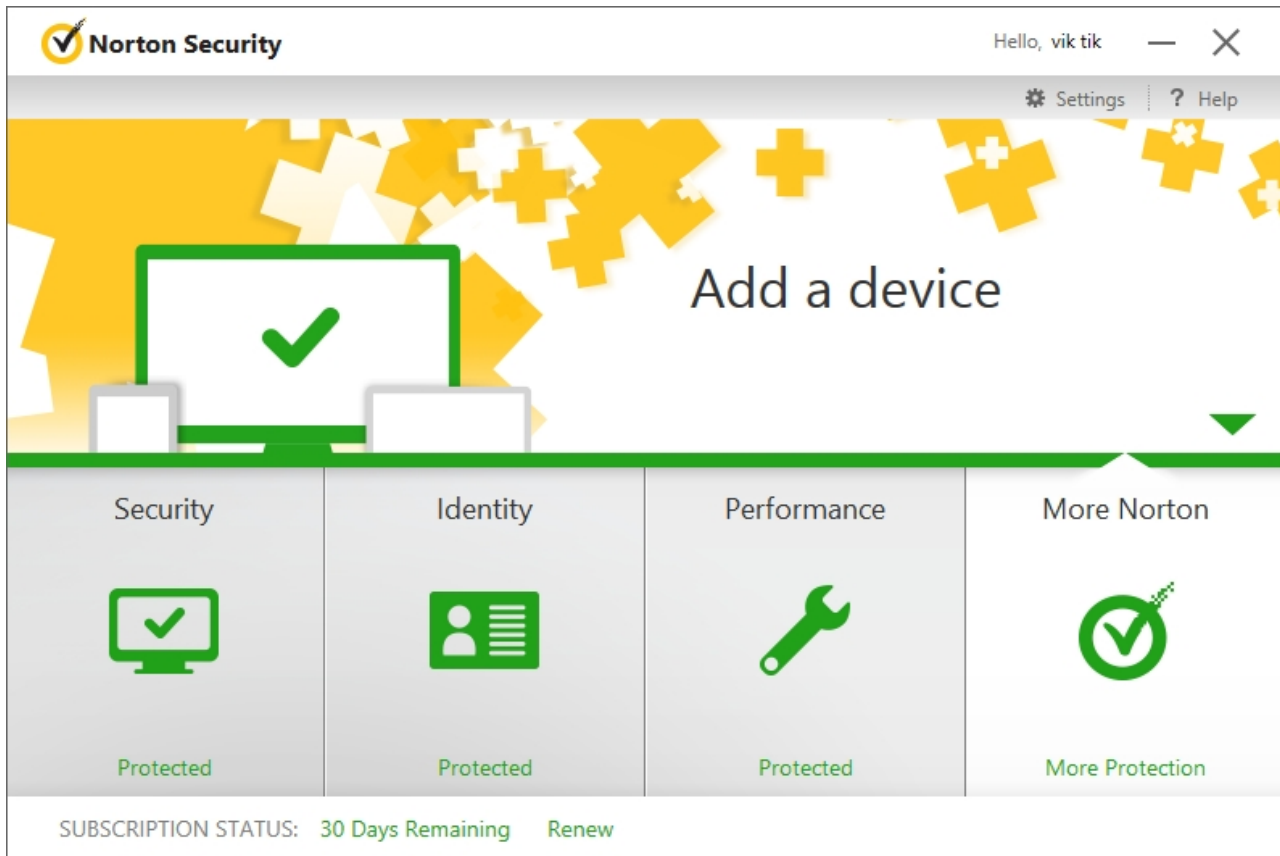 Norton Security
Hello, vik tik
Settings ? Help
Add a device
Security Identity Performance More Norton
Protected Protected Protected More Protection
SUBSCRIPTION STATUS: 30 Days Remaining Renew